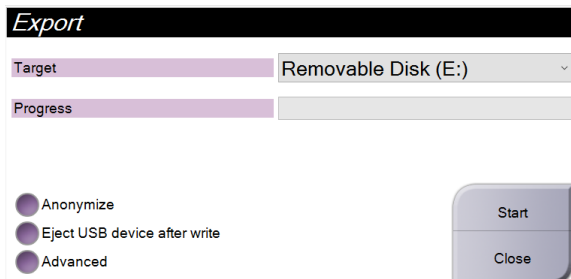 Export
Target
Removable Disk (E:)
Progress
Anonymize
Eject USB device after write
Advanced
Start
Close